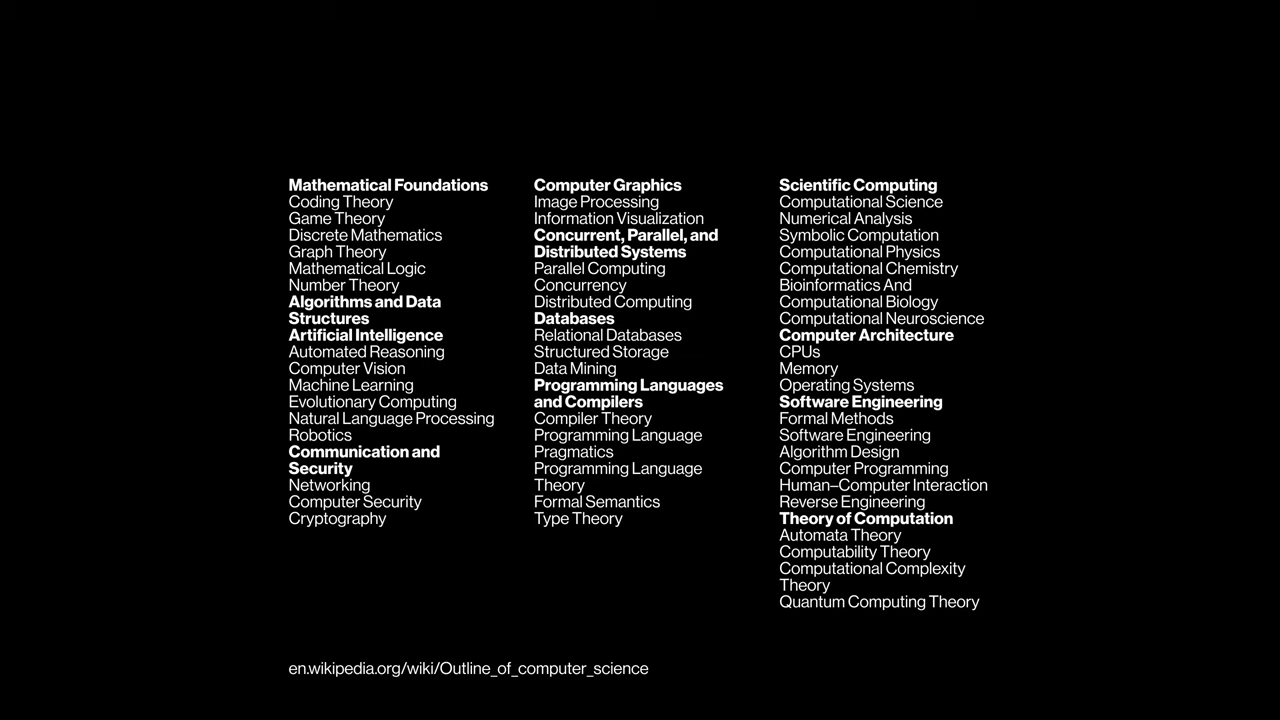 Mathematical Foundations
Coding Theory
Game Theory
Discrete Mathematics
Graph Theory
Mathematical Logic
Number Theory
Algorithms and Data
Structures
Artificial Intelligence
Automated Reasoning
Computer Vision
Machine Learning
Evolutionary Computing
Natural Language Processing
Robotics
Communication and
Security
Networking
Computer Security
Cryptography
Computer Graphics
Image Processing
Information Visualization
Concurrent, Parallel, and
Distributed Systems
Parallel Computing
Concurrency
Distributed Computing
Databases
Relational Databases
Structured Storage
Data Mining
Programming Languages
and Compilers
Compiler Theory
Programming Language
Pragmatics
Programming Language
Theory
Formal Semantics
Type Theory
Scientific Computing
Computational Science
Numerical Analysis
Symbolic Computation
Computational Physics
Computational Chemistry
Bioinformatics And
Computational Biology
Computational Neuroscience
Computer Architecture
CPUs
Memory
Operating Systems
Software Engineering
Formal Methods
Software Engineering
Algorithm Design
Computer Programming
Human–Computer Interaction
Reverse Engineering
Theory of Computation
Automata Theory
Computability Theory
Computational Complexity
Theory
Quantum Computing Theory
en.wikipedia.org/wiki/Outline_of_computer_science